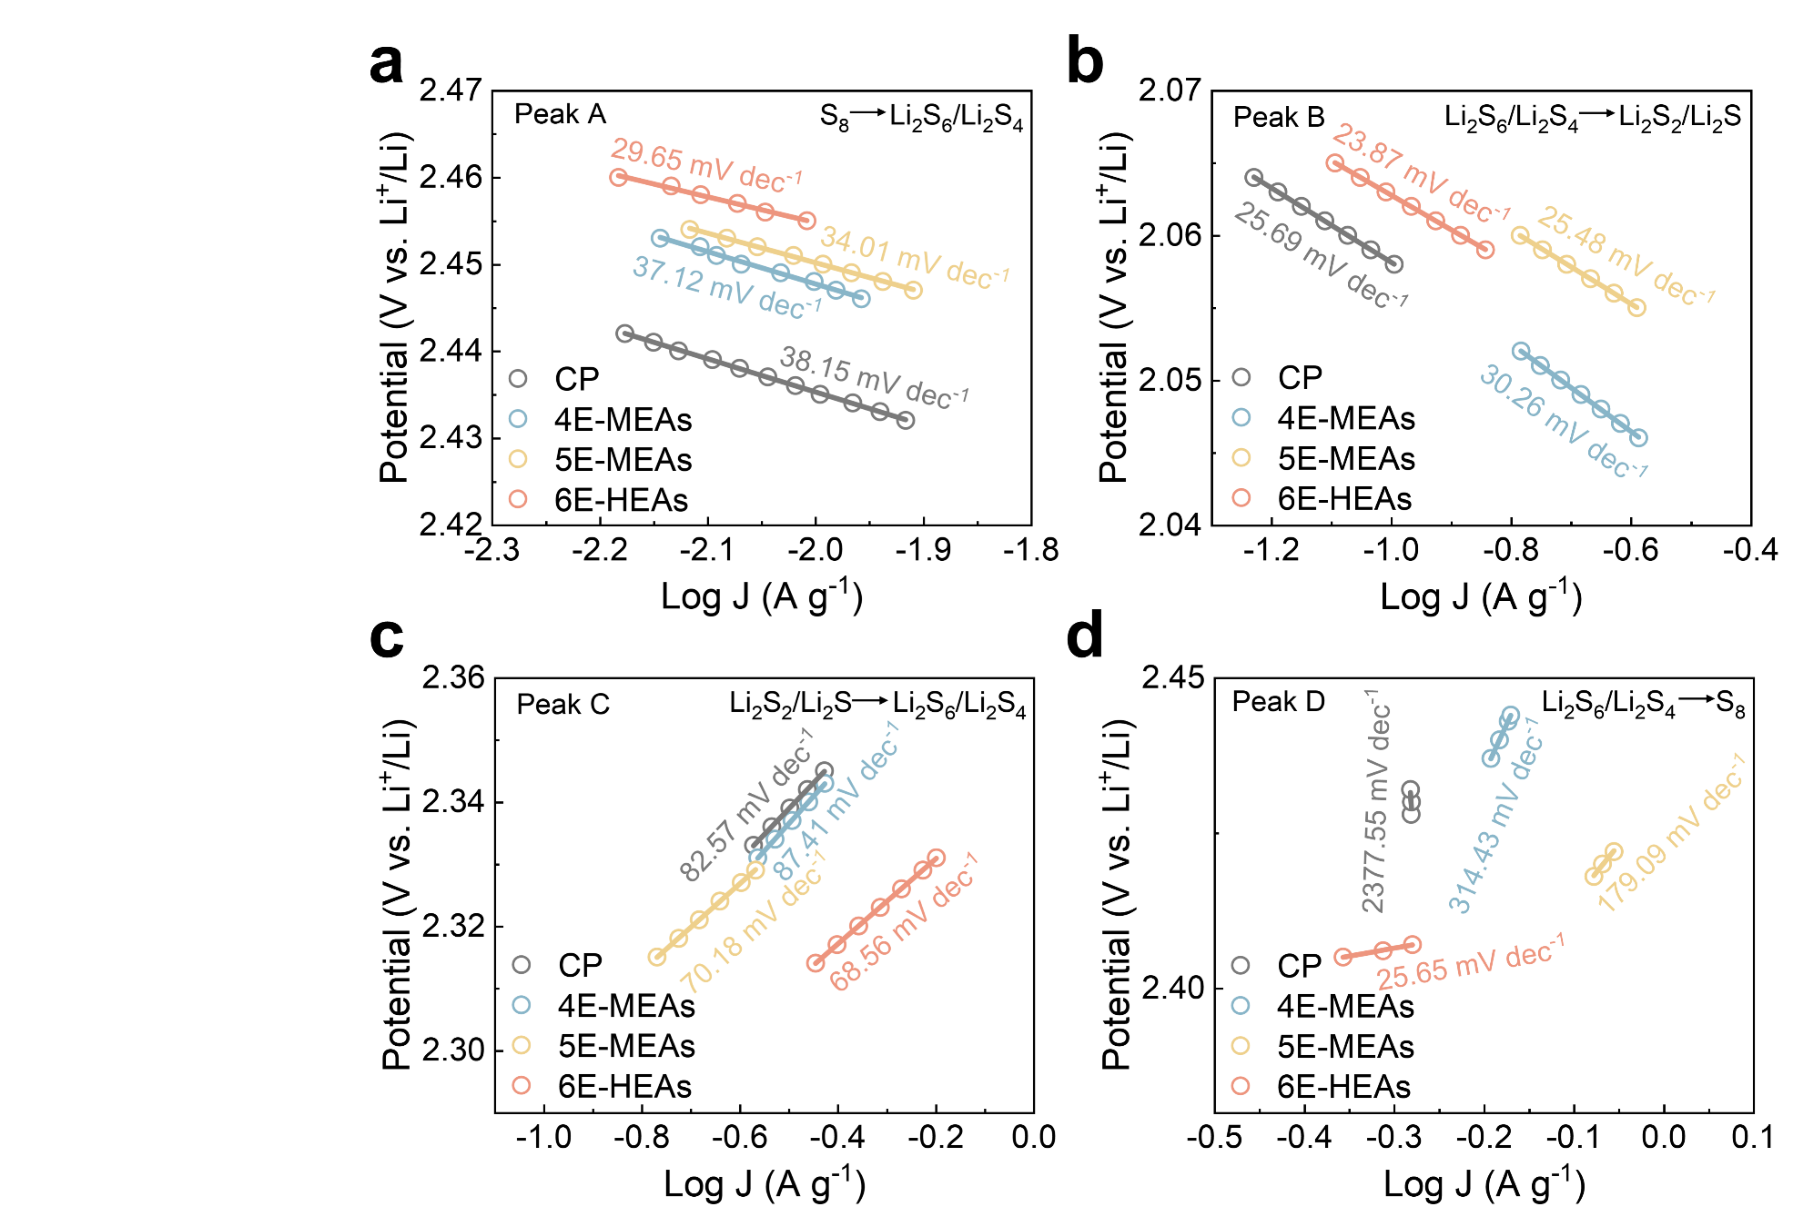 a
Peak A
S8→Li2S6/Li2S4
2.47
2.46
2.45
2.44
2.43
2.42
Potential (V vs. Li+/Li)
29.65 mV dec-1
34.01 mV dec-1
37.12 mV dec-1
38.15 mV dec-1
CP
4E-MEAs
5E-MEAs
6E-HEAs
-2.3 -2.2 -2.1 -2.0 -1.9 -1.8
Log J (A g-1)
b
Peak B
Li2S6/Li2S4→Li2S2/Li2S
2.07
2.06
2.05
2.04
Potential (V vs. Li+/Li)
23.87 mV dec-1
25.69 mV dec-1
25.48 mV dec-1
30.26 mV dec-1
CP
4E-MEAs
5E-MEAs
6E-HEAs
-1.2 -1.0 -0.8 -0.6 -0.4
Log J (A g-1)
c
Peak C
Li2S2/Li2S→Li2S6/Li2S4
2.36
2.34
2.32
2.30
Potential (V vs. Li+/Li)
82.57 mV dec-1
87.41 mV dec-1
70.18 mV dec-1
68.56 mV dec-1
CP
4E-MEAs
5E-MEAs
6E-HEAs
-1.0 -0.8 -0.6 -0.4 -0.2 0.0
Log J (A g-1)
d
Peak D
Li2S6/Li2S4→S8
2.45
2.40
Potential (V vs. Li+/Li)
2377.55 mV dec-1
314.43 mV dec-1
179.09 mV dec-1
25.65 mV dec-1
CP
4E-MEAs
5E-MEAs
6E-HEAs
-0.5 -0.4 -0.3 -0.2 -0.1 0.0 0.1
Log J (A g-1)